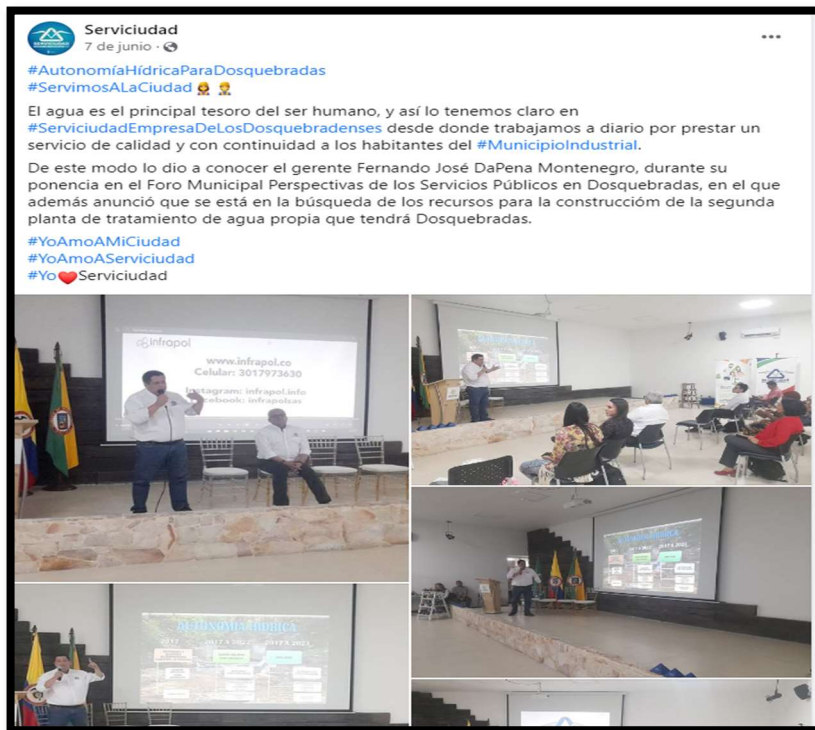 Serviciudad
7 de junio ·
#AutonomíaHídricaParaDosquebradas
#ServimosALaCiudad
El agua es el principal tesoro del ser humano, y así lo tenemos claro en
#ServiciudadEmpresaDeLosDosquebradenses desde donde trabajamos a diario por prestar un
servicio de calidad y con continuidad a los habitantes del #MunicipioIndustrial.
De este modo lo dio a conocer el gerente Fernando José DaPena Montenegro, durante su
ponencia en el Foro Municipal Perspectivas de los Servicios Públicos en Dosquebradas, en el que
además anunció que se está en la búsqueda de los recursos para la construccióm de la segunda
planta de tratamiento de agua propia que tendrá Dosquebradas.
#YoAmoAMiCiudad
#YoAmoAServiciudad
#Yo❤Serviciudad
infrapol
www.infrapol.co
Celular: 3017973630
Instagram: infrapol.info
facebook: infrapolsas
AUTONOMIA HIDRICA